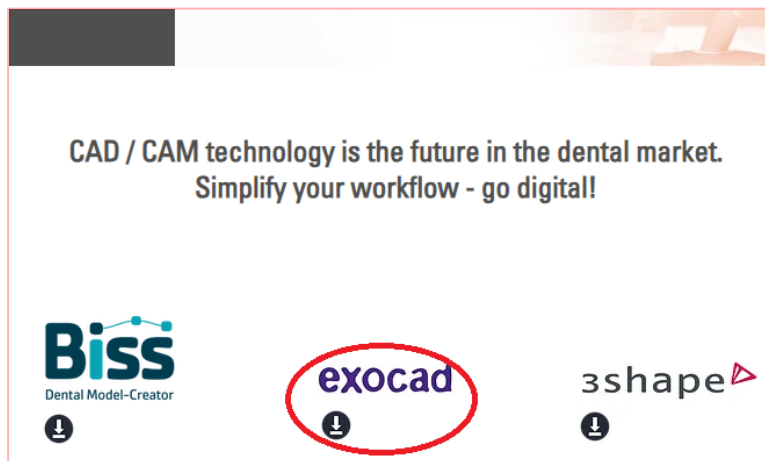 CAD / CAM technology is the future in the dental market.
Simplify your workflow - go digital!
Biss
Dental Model-Creator
exocad
3shape